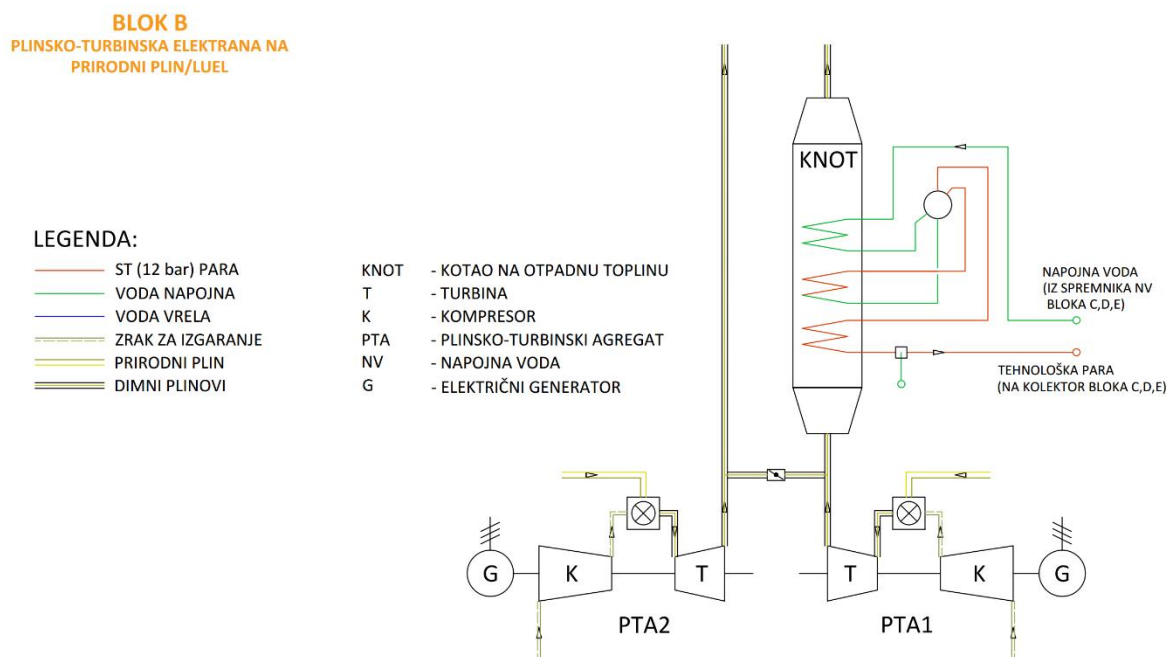 BLOK B
PLINSKO-TURBINSKA ELEKTRANA NA
PRIRODNI PLIN/LUEL
KNOT
LEGENDA:
ST (12 bar) PARA
VODA NAPOJNA
VODA VRELA
ZRAK ZA IZGARANJE
PRIRODNI PLIN
DIMNI PLINOVI
KNOT - KOTAO NA OTPADNU TOPLINU
T - TURBINA
K - KOMPRESOR
PTA - PLINSKO-TURBINSKI AGREGAT
NV - NAPOJNA VODA
G - ELEKTRIČNI GENERATOR
NAPOJNA VODA
(IZ SPREMNIKA NV
BLOKA C,D,E)
TEHNOLOŠKA PARA
(NA KOLEKTOR BLOKA C,D,E)
G K T T K G
PTA2 PTA1